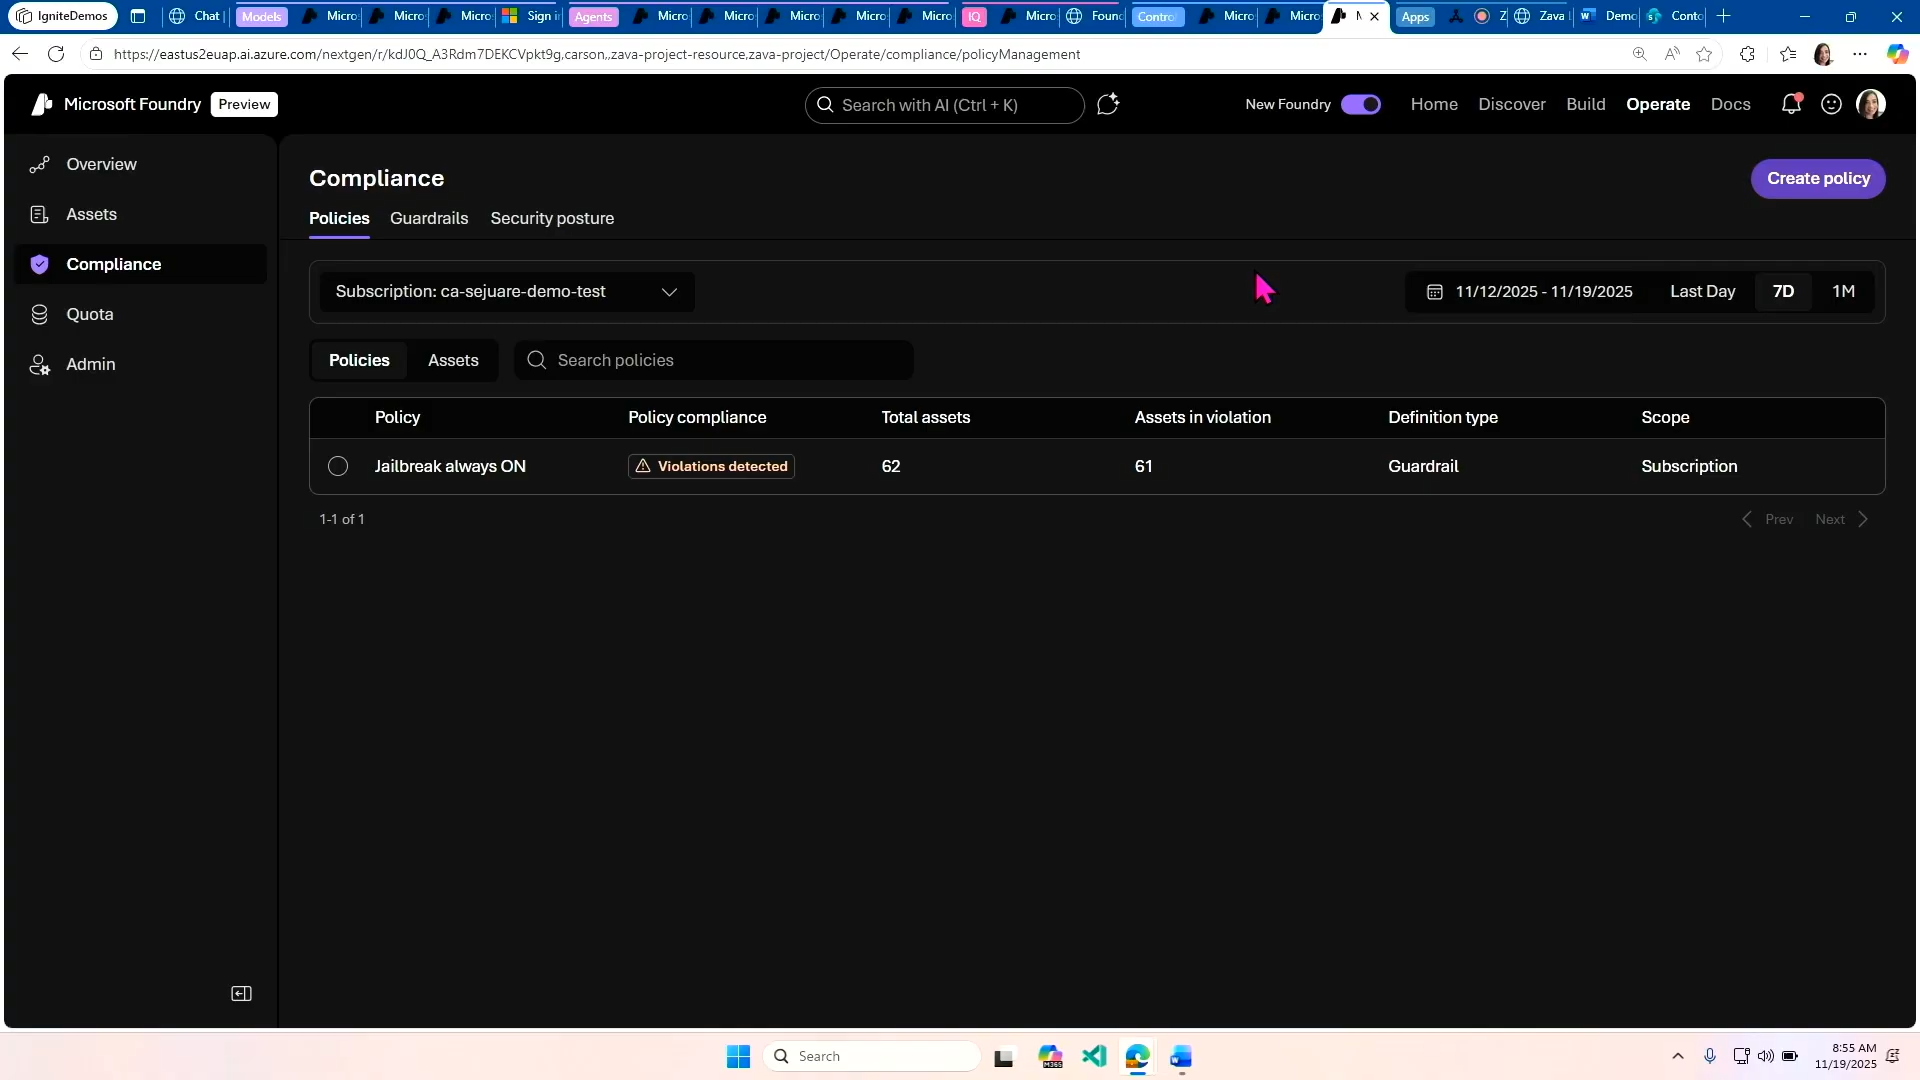 IgniteDemos Chat Models Micro Micro Micro Sign i Agents Micro Micro Micro Micro Micro IQ Micro Found Contro Micro Micro Apps Zava Demo Conto
https://eastus2euap.ai.azure.com/nextgen/r/kdJ0Q_A3Rdm7DEKCVpkt9g,carson,,zava-project-resource,zava-project/Operate/compliance/policyManagement
Microsoft Foundry Preview Search with AI (Ctrl + K) New Foundry Home Discover Build Operate Docs
Overview
Assets
Compliance
Quota
Admin
Compliance Create policy
Policies Guardrails Security posture
Subscription: ca-sejuare-demo-test 11/12/2025 - 11/19/2025 Last Day 7D 1M
Policies Assets Search policies
Policy Policy compliance Total assets Assets in violation Definition type Scope
Jailbreak always ON Violations detected 62 61 Guardrail Subscription
1-1 of 1 Prev Next
Search
8:55 AM
11/19/2025